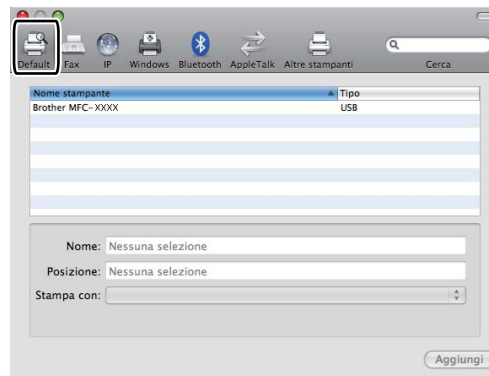 Default Fax IP Windows Bluetooth AppleTalk Altre stampanti Cerca
Nome stampante Tipo
Brother MFC-XXXX USB
Nome: Nessuna selezione
Posizione: Nessuna selezione
Stampa con:
Aggiungi